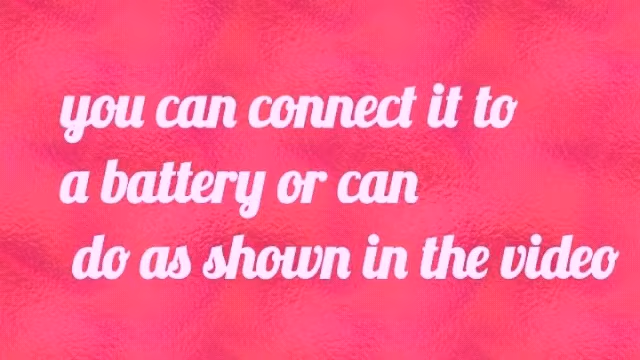 you can connect it to
a battery or can
do as shown in the video